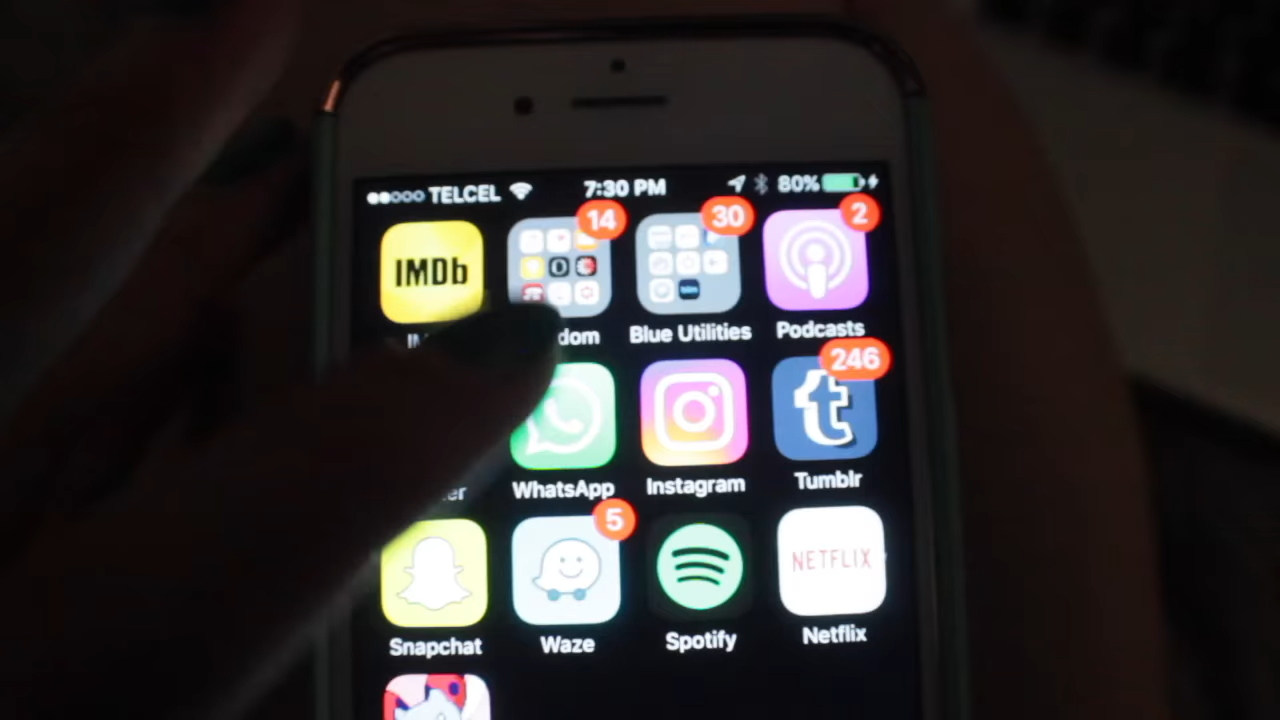 TELCEL 7:30 PM 80%
14 30 2
IMDb
dom Blue Utilities Podcasts
246
t
er WhatsApp Instagram Tumblr
5
NETFLIX
Snapchat Waze Spotify Netflix